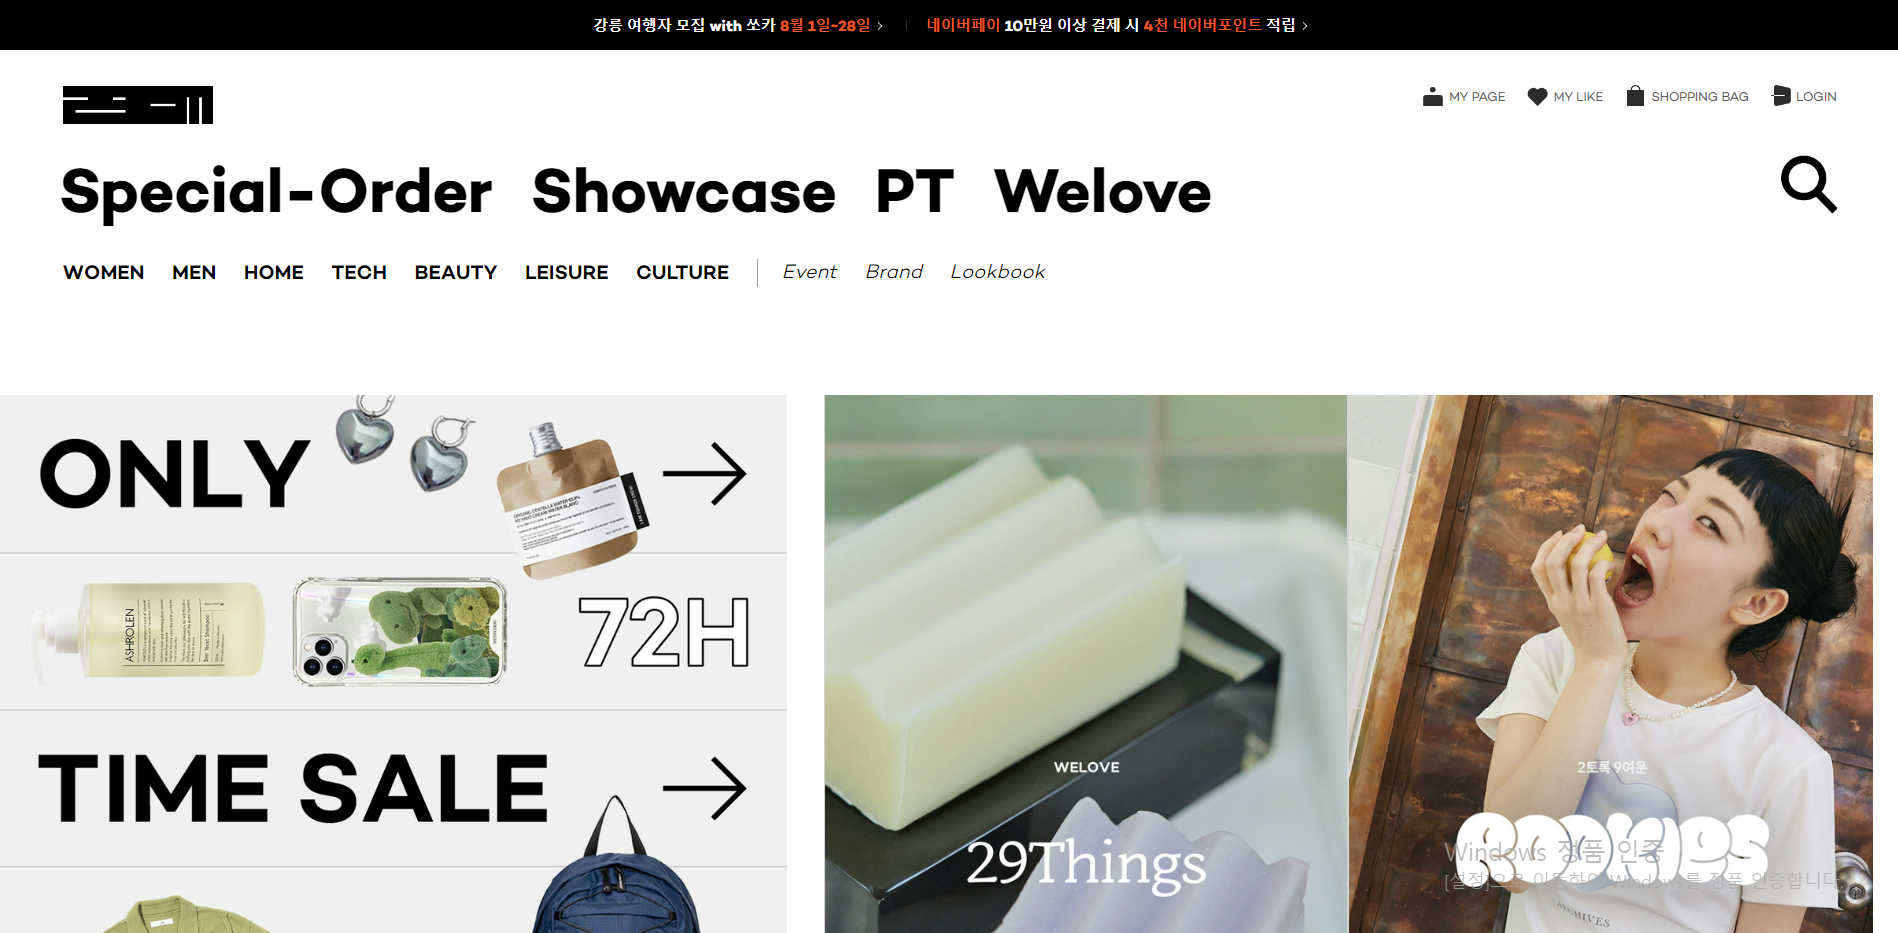 강릉 여행자 모집 with 쏘카 8월 1일~28일 >
네이버페이 10만원 이상 결제 시 4천 네이버포인트 적립 >
MY PAGE
MY LIKE
SHOPPING BAG
LOGIN
Special-Order Showcase PT Welove
WOMEN MEN HOME TECH BEAUTY LEISURE CULTURE Event Brand Lookbook
ONLY
72H
ASHROLEN
TIME SALE
WELOVE
29Things
2토록 9여운
Windows 정품 인증
[설정]으로 이동하여 Windows를 정품 인증합니다.